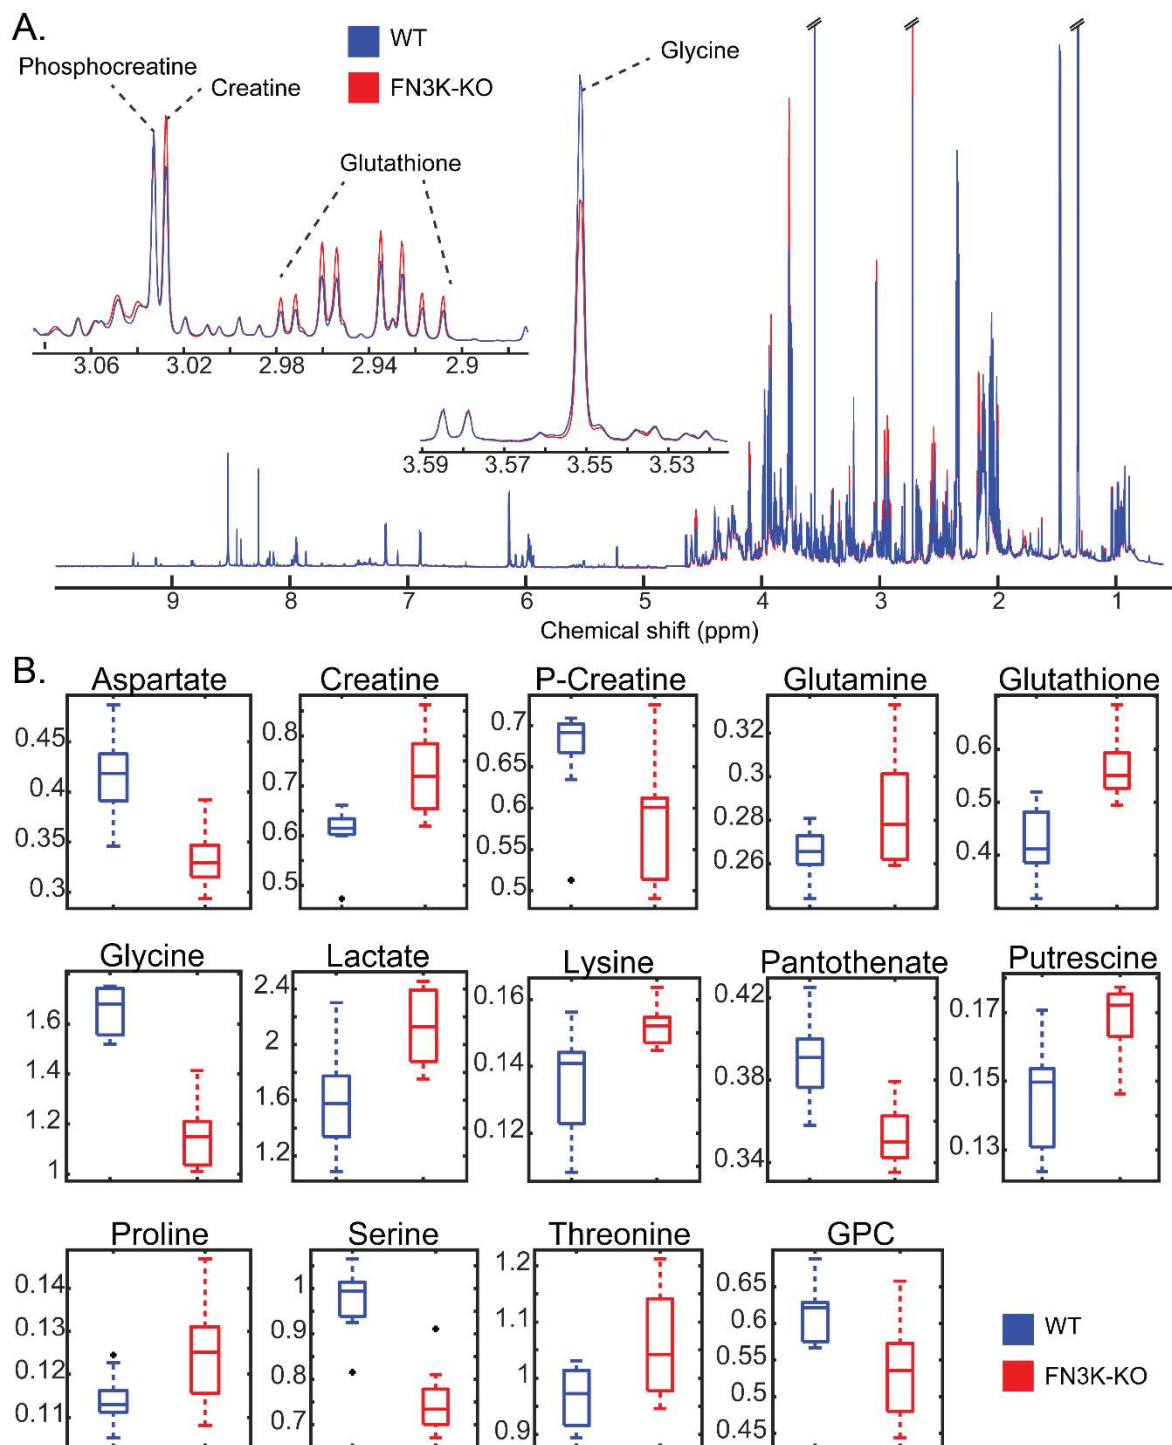 A.
WT
FN3K-KO
Phosphocreatine
Creatine
Glycine
Glutathione
3.06 3.02 2.98 2.94 2.9
3.59 3.57 3.55 3.53
9 8 7 6 5 4 3 2 1
Chemical shift (ppm)
B.
Aspartate Creatine P-Creatine Glutamine Glutathione
0.45 0.4 0.35 0.3
0.8 0.7 0.6 0.5
0.7 0.65 0.6 0.55 0.5
0.32 0.3 0.28 0.26
0.6 0.5 0.4
Glycine Lactate Lysine Pantothenate Putrescine
1.6 1.4 1.2 1
2.4 2 1.6 1.2
0.16 0.14 0.12
0.42 0.38 0.34
0.17 0.15 0.13
Proline Serine Threonine GPC
0.14 0.13 0.12 0.11
1 0.9 0.8 0.7
1.2 1.1 1 0.9
0.65 0.6 0.55 0.5 0.45
WT
FN3K-KO